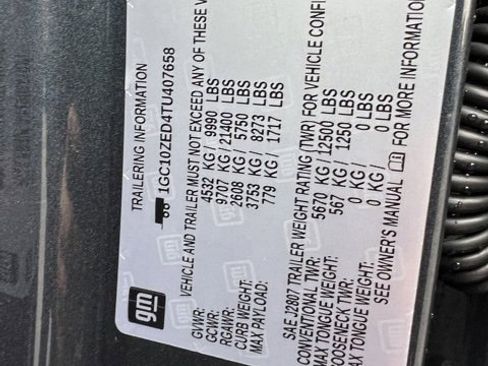 gm
TRAILERING INFORMATION
1GC10ZED4TU407658
VEHICLE AND TRAILER MUST NOT EXCEED ANY OF THESE
GVWR: 4532 KG / 9990 LBS
GCWR: 9707 KG / 21400 LBS
CURB WEIGHT: 2608 KG / 5750 LBS
RCAWR: 3753 KG / 8273 LBS
MAX PAYLOAD: 779 KG / 1717 LBS
SAE J2807 TRAILER WEIGHT RATING (TWR) FOR VEHICLE
CONVENTIONAL TWR: 5670 KG / 12500 LBS
MAX TONGUE WEIGHT: 567 KG / 1250 LBS
GOOSENECK TWR: 0 KG / 0 LBS
MAX TONGUE WEIGHT: 0 KG / 0 LBS
SEE OWNER'S MANUAL FOR MORE INFORMATION